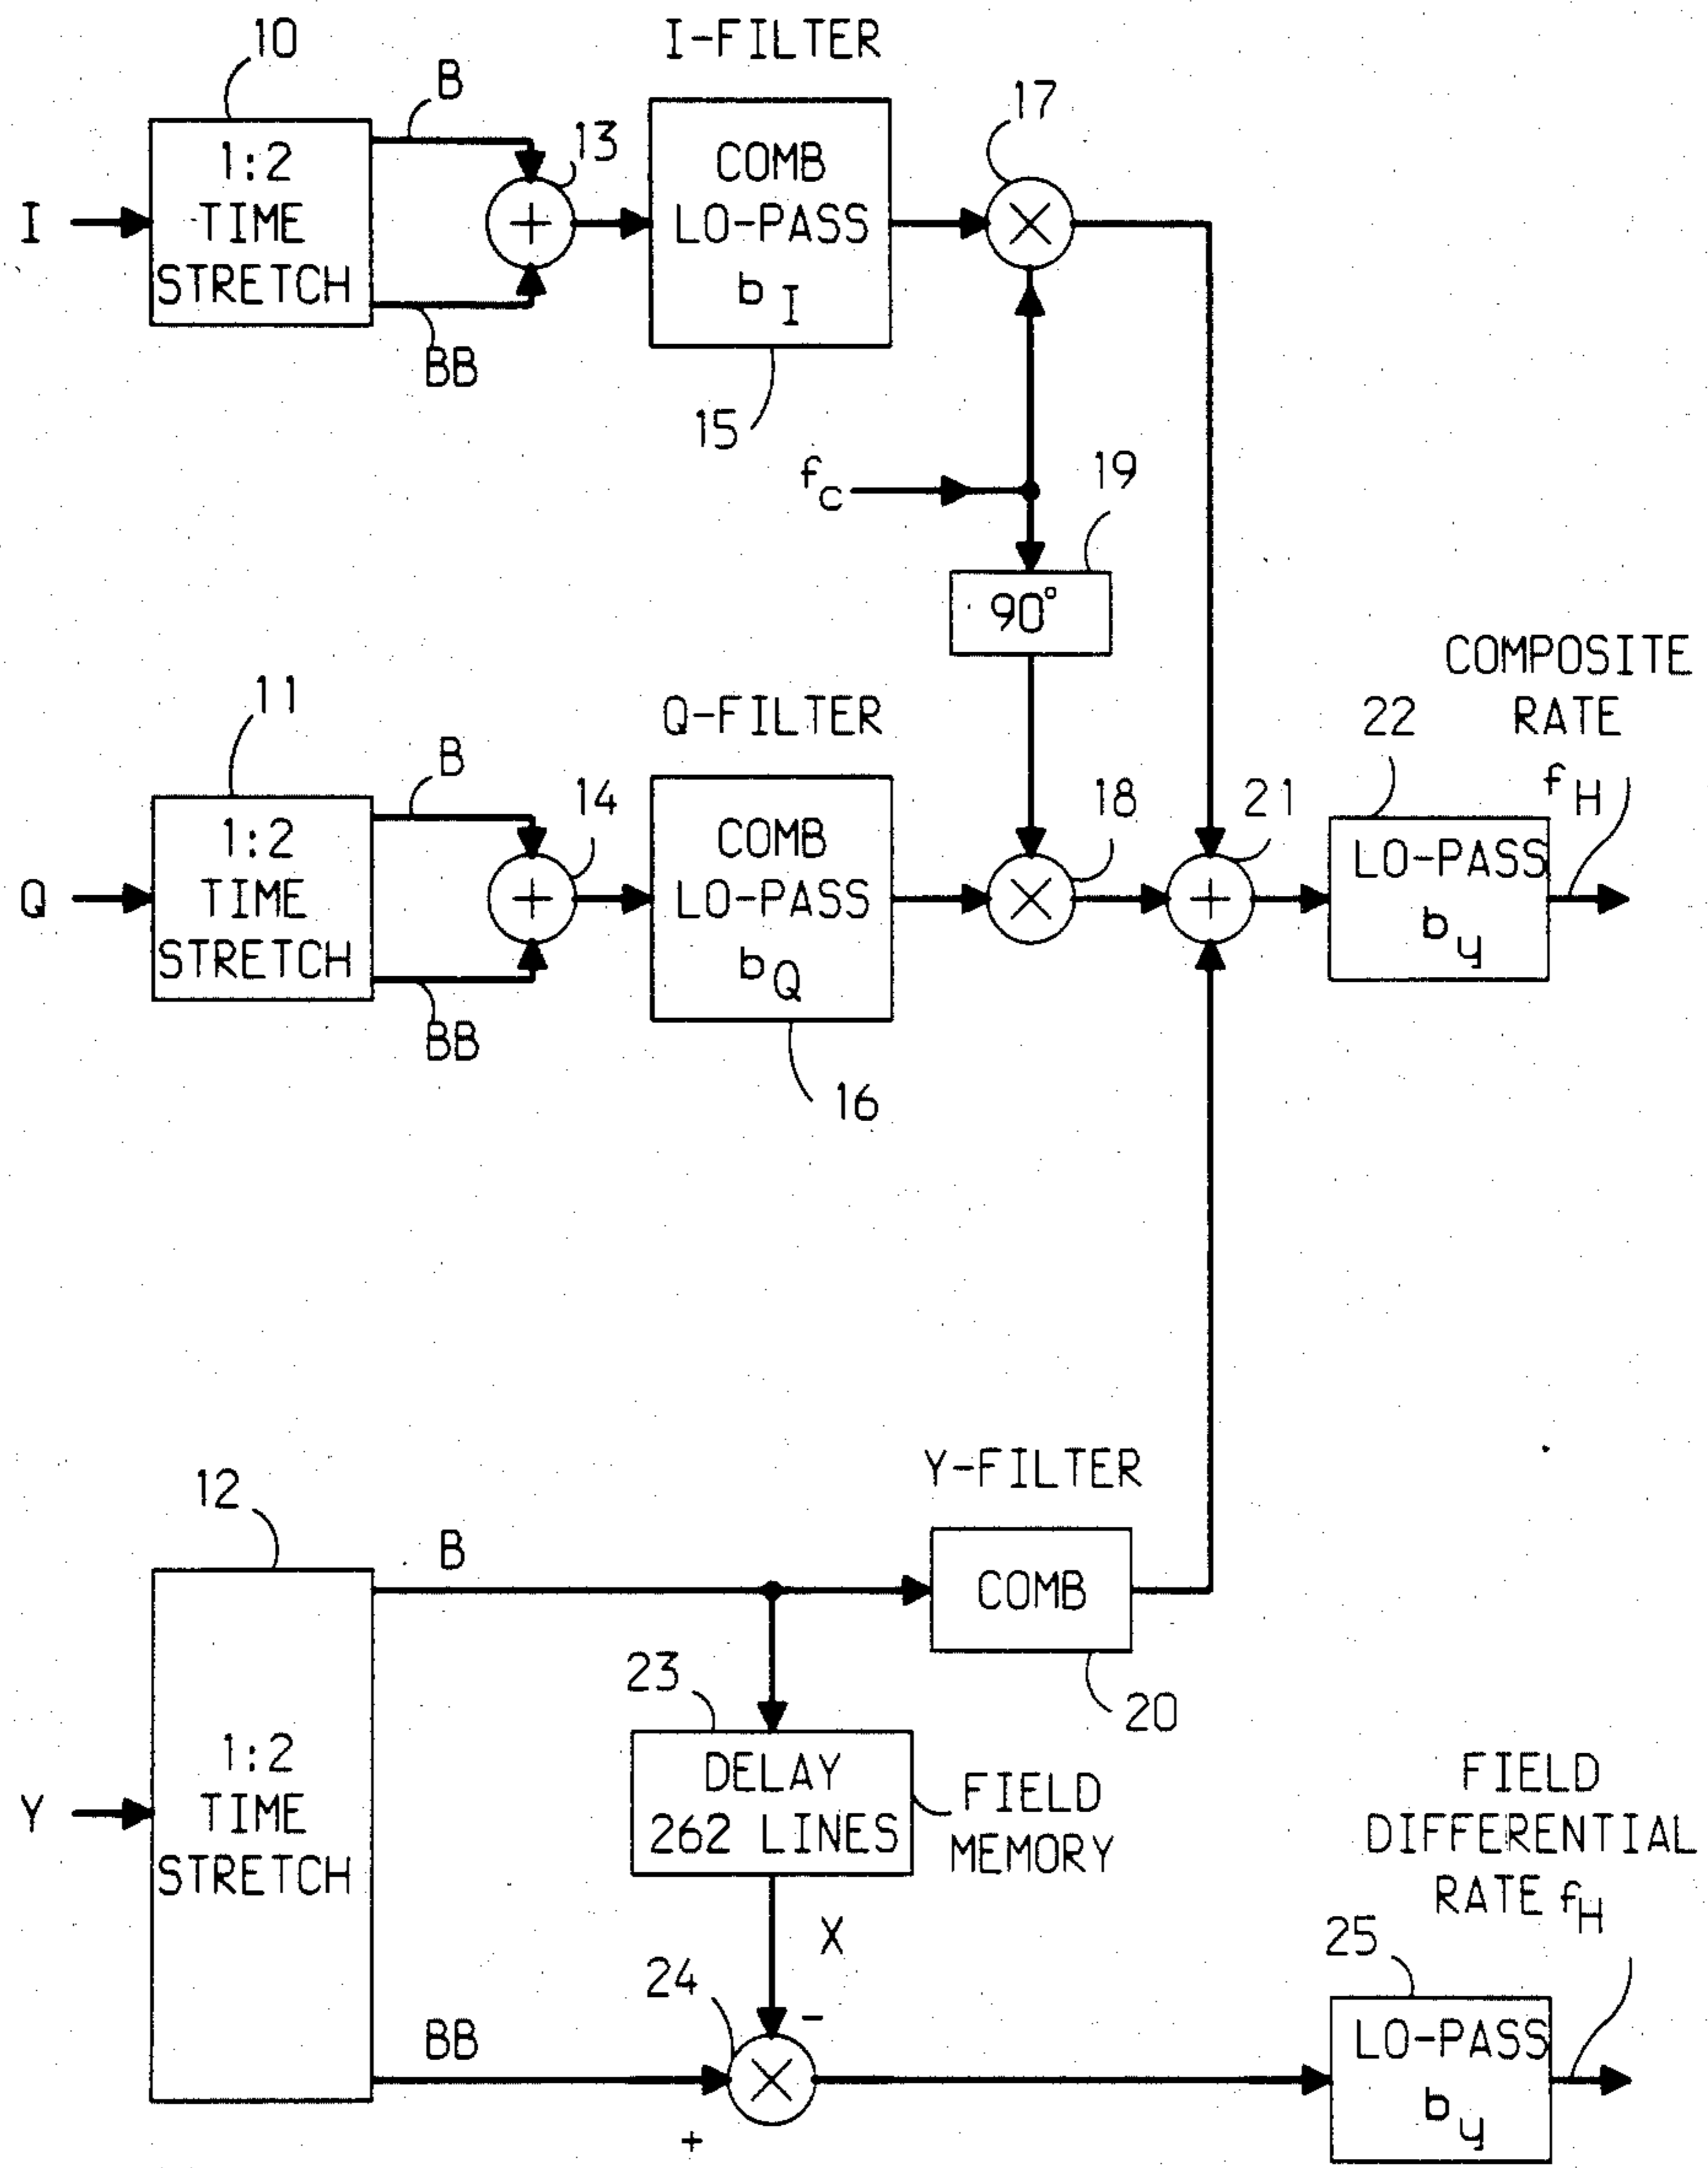 10
I-FILTER
B
17
13
1:2
TIME
STRETCH
I
+
COMB
LO-PASS
b I
×
BB
15
f c
19
90°
COMPOSITE
RATE
f H
11
Q-FILTER
22
B
14
18
21
1:2
TIME
STRETCH
Q
+
COMB
LO-PASS
b Q
×
+
LO-PASS
b y
BB
16
Y-FILTER
12
B
COMB
23
20
1:2
TIME
STRETCH
Y
DELAY
262 LINES
FIELD
MEMORY
FIELD
DIFFERENTIAL
RATE f H
X
25
24
-
BB
×
LO-PASS
b y
+